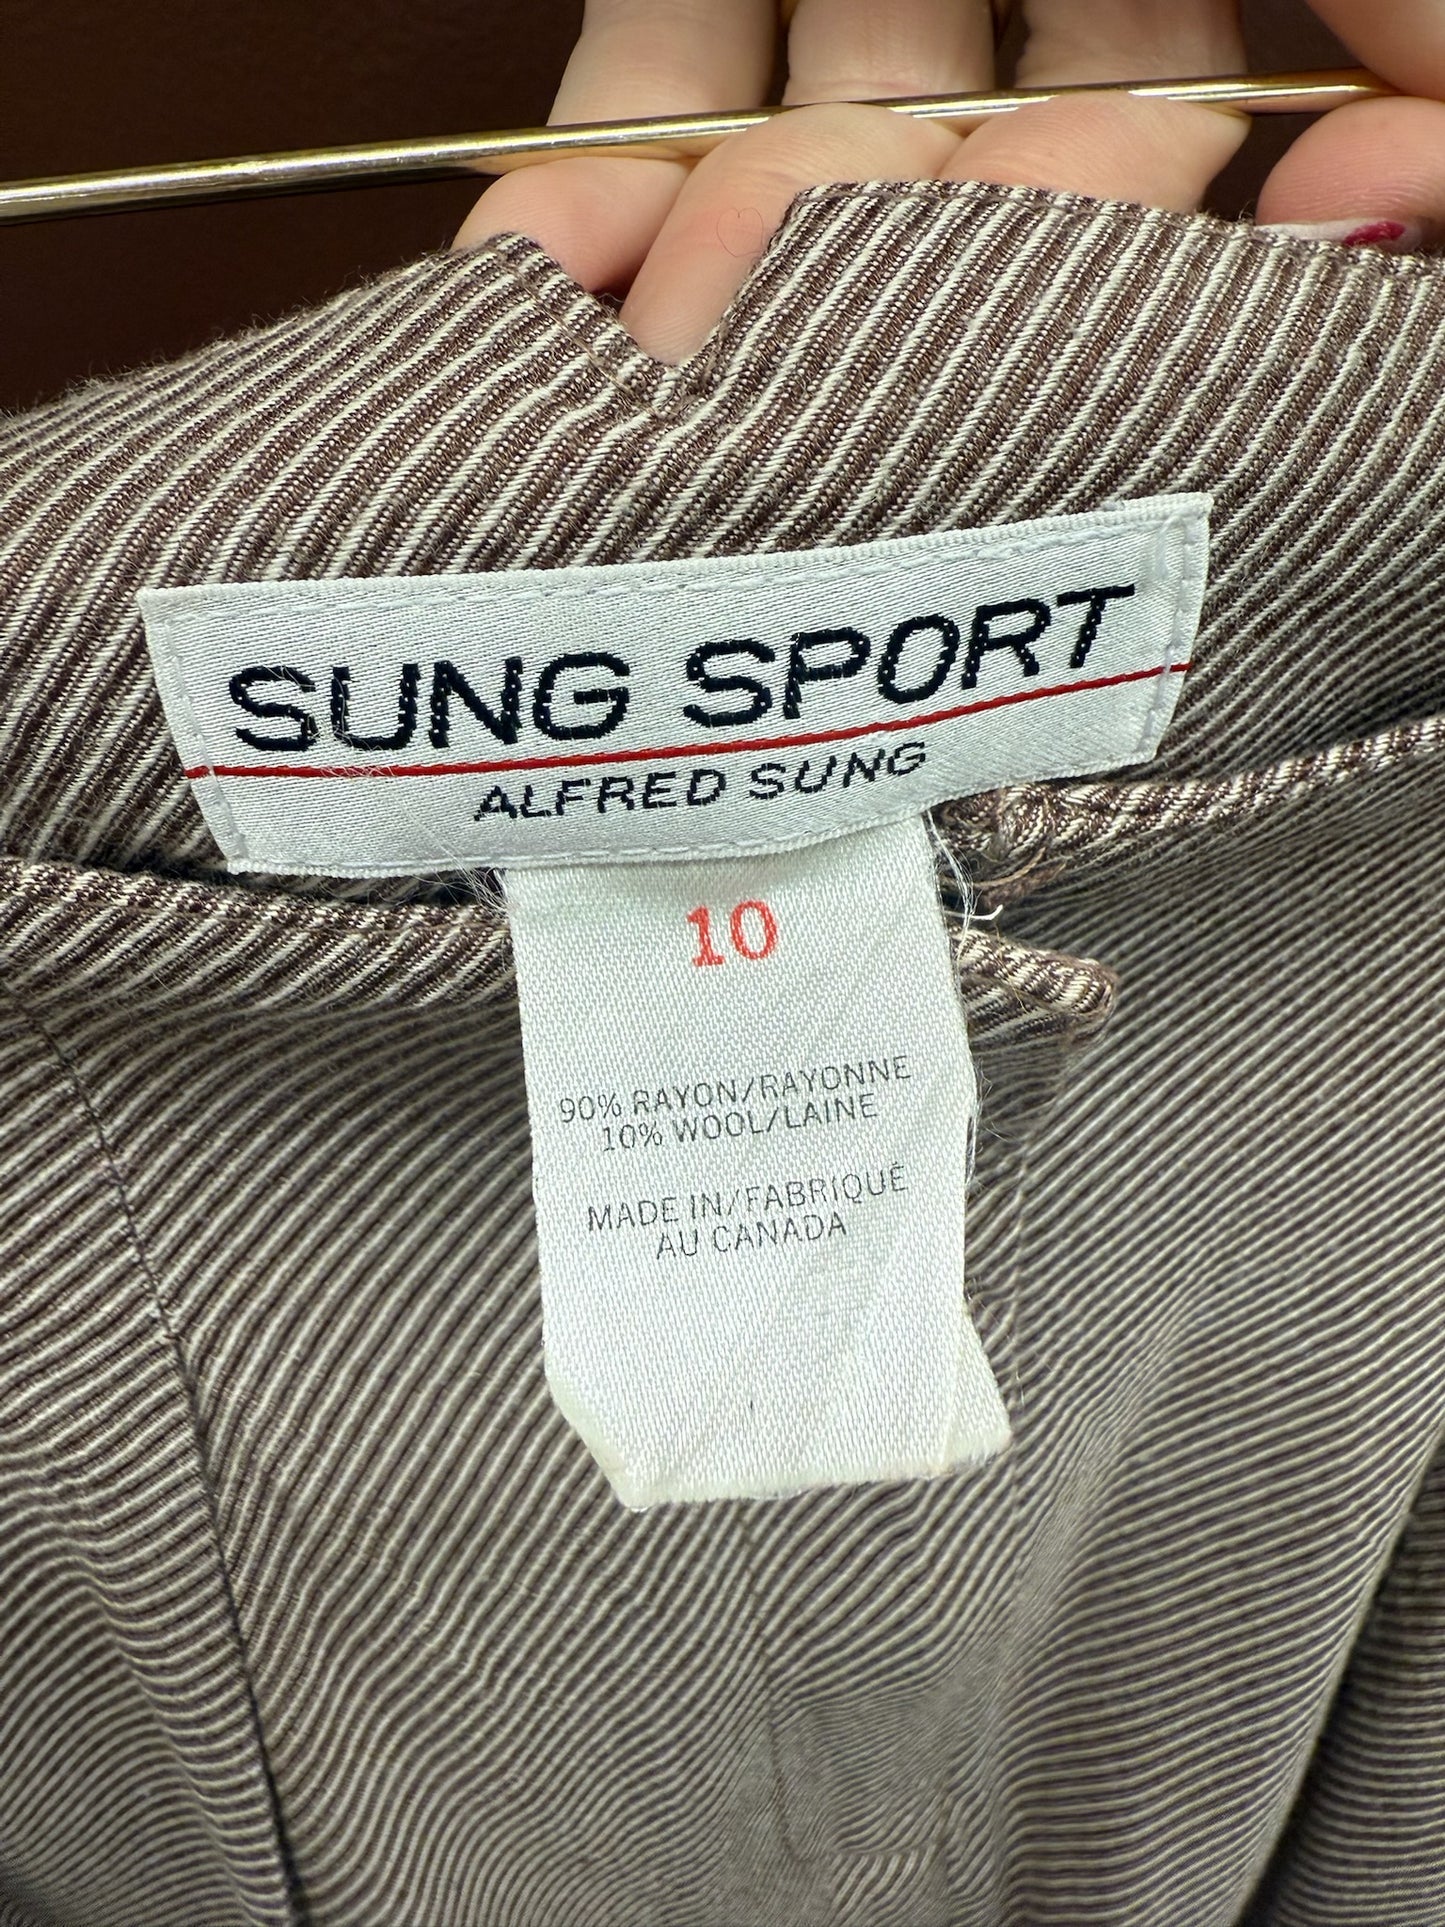 SUNG SPORT
ALFRED SUNG
10
90% RAYON/RAYONNE
10% WOOL/LAINE
MADE IN/FABRIQUÉ
AU CANADA